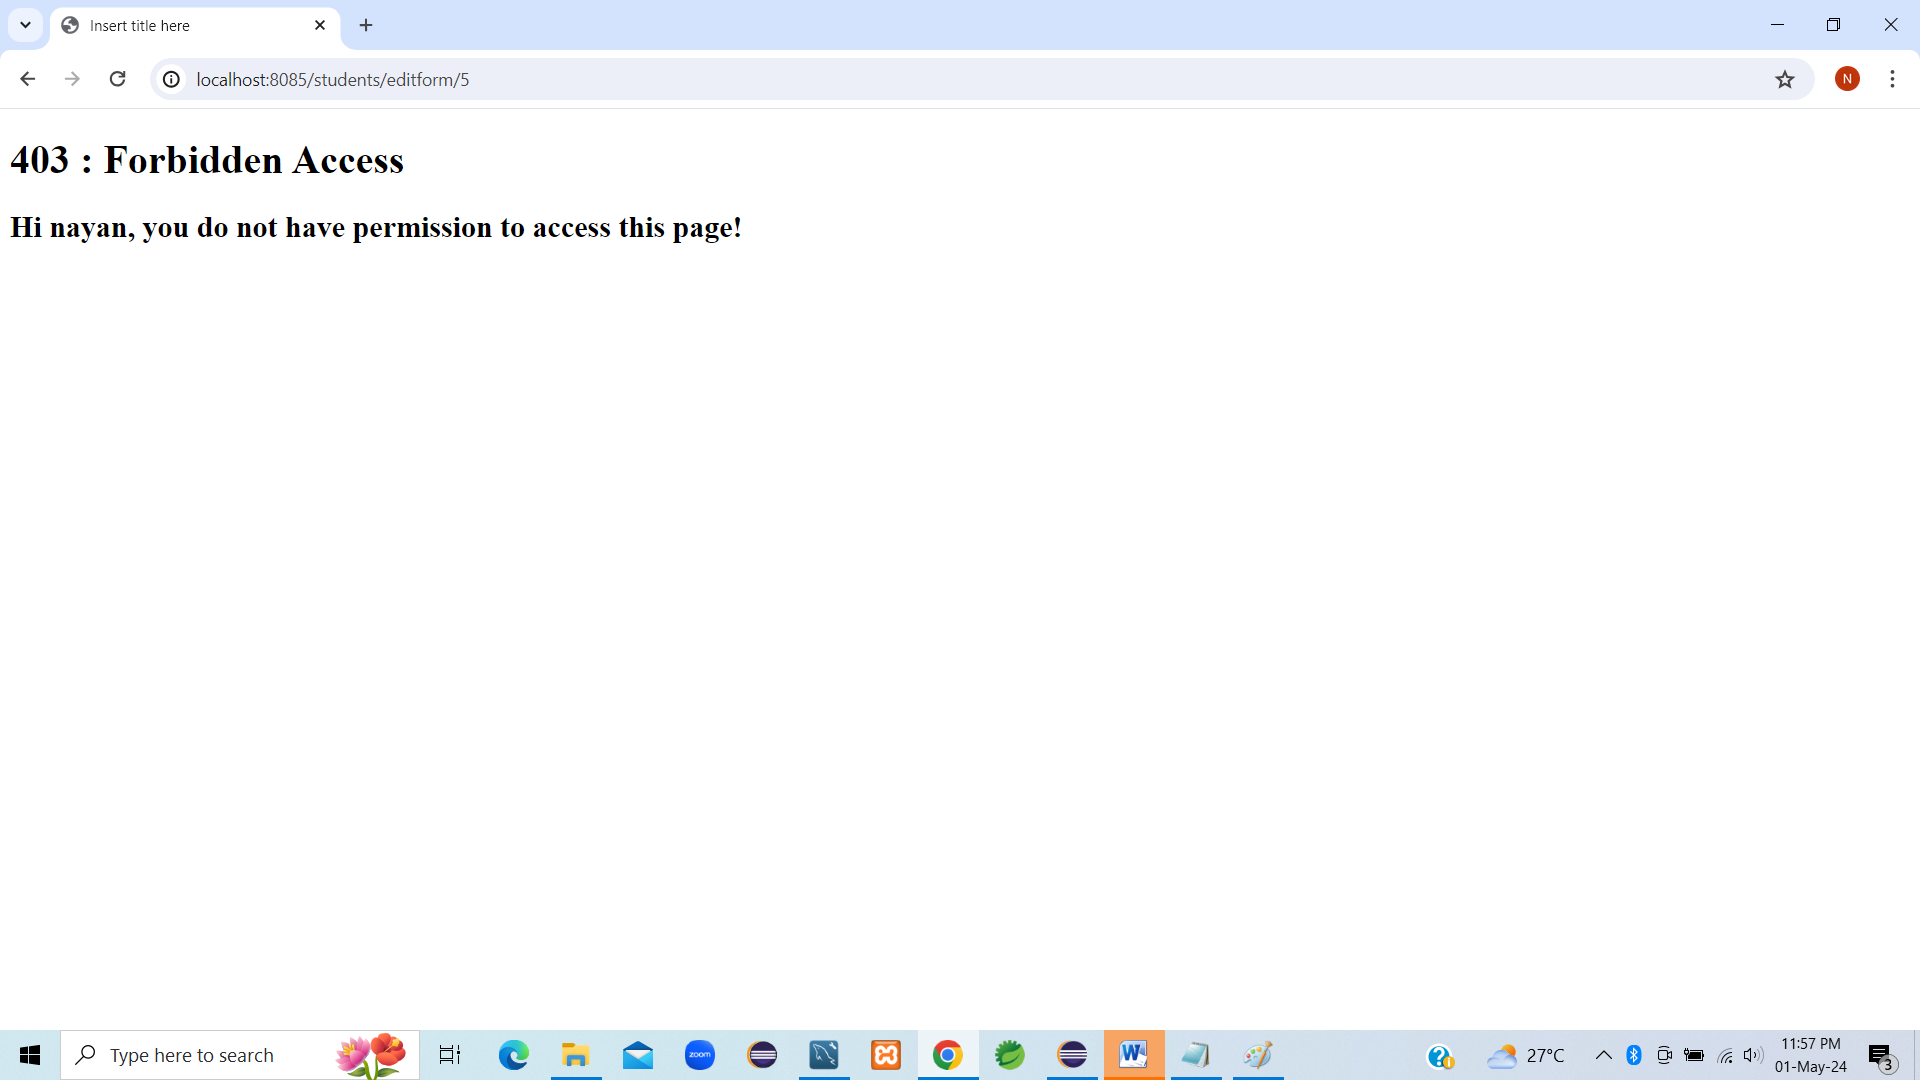 Insert title here
localhost:8085/students/editform/5
N
403 : Forbidden Access
Hi nayan, you do not have permission to access this page!
Type here to search
zoom
W
27°C
11:57 PM
01-May-24
3